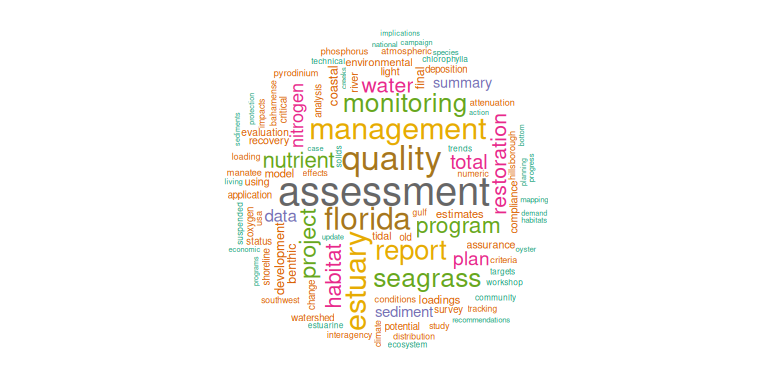 implications
national campaign
phosphorus atmospheric species
technical environmental chlorophylla
pyrodinium light deposition
creeks river final
coastal
water summary
nitrogen
analysis
critical
bahamense
impacts
protection
sediments
monitoring attenuation
action
management
evaluation
recovery
case
solids
quality
trends
total
restoration
hillsborough
compliance
bottom
planning
progress
nutrient
loading
manatee model effects
numeric
living using
assessment
application
mapping
demand
habitats
data
florida
gulf estimates
program
suspended
oxygen
usa
status
economic
development
project
update
tidal old
assurance oyster
report
plan criteria
targets
workshop
seagrass
programs
shoreline
benthic
habitat
estuary
southwest
change
conditions loadings community
sediment survey tracking
watershed
estuarine
potential study recommendations
interagency
climate
distribution
ecosystem